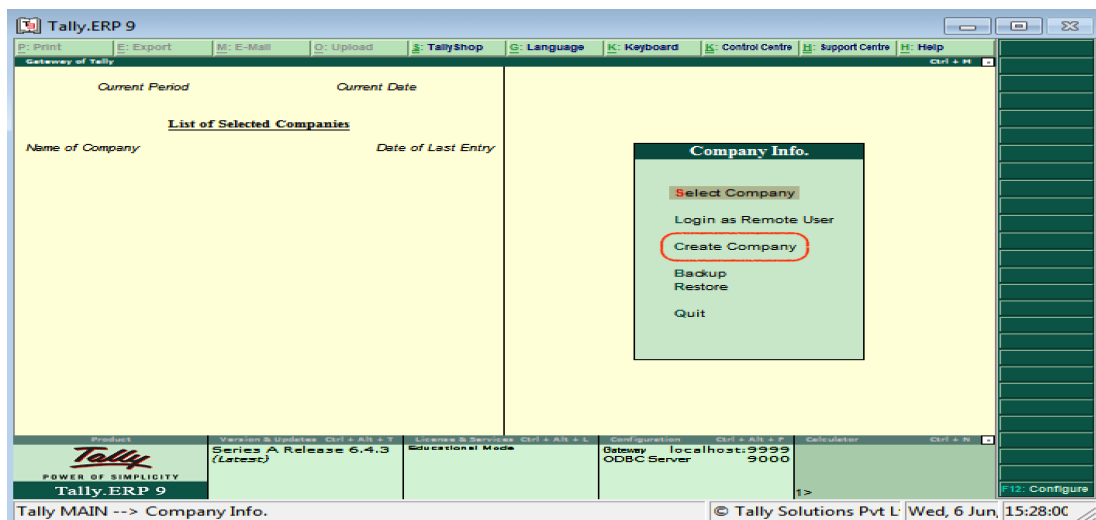 Tally.ERP 9
P: Print E: Export M: E-Mail O: Upload S: TallyShop G: Language K: Keyboard K: Control Centre H: Support Centre H: Help
Gateway of Tally Ctrl + M
Current Period Current Date
List of Selected Companies
Name of Company Date of Last Entry
Company Info.
Select Company
Login as Remote User
Create Company
Backup
Restore
Quit
Product Version & Updates Ctrl + Alt + T License & Services Ctrl + Alt + L Configuration Ctrl + Alt + F Calculator Ctrl + N
Tally
POWER OF SIMPLICITY
Tally.ERP 9
Series A Release 6.4.3
(Latest)
Educational Mode
Gateway localhost:9999
ODBC Server 9000
1>
F12: Configure
Tally MAIN --> Company Info. © Tally Solutions Pvt L Wed, 6 Jun, 15:28:00